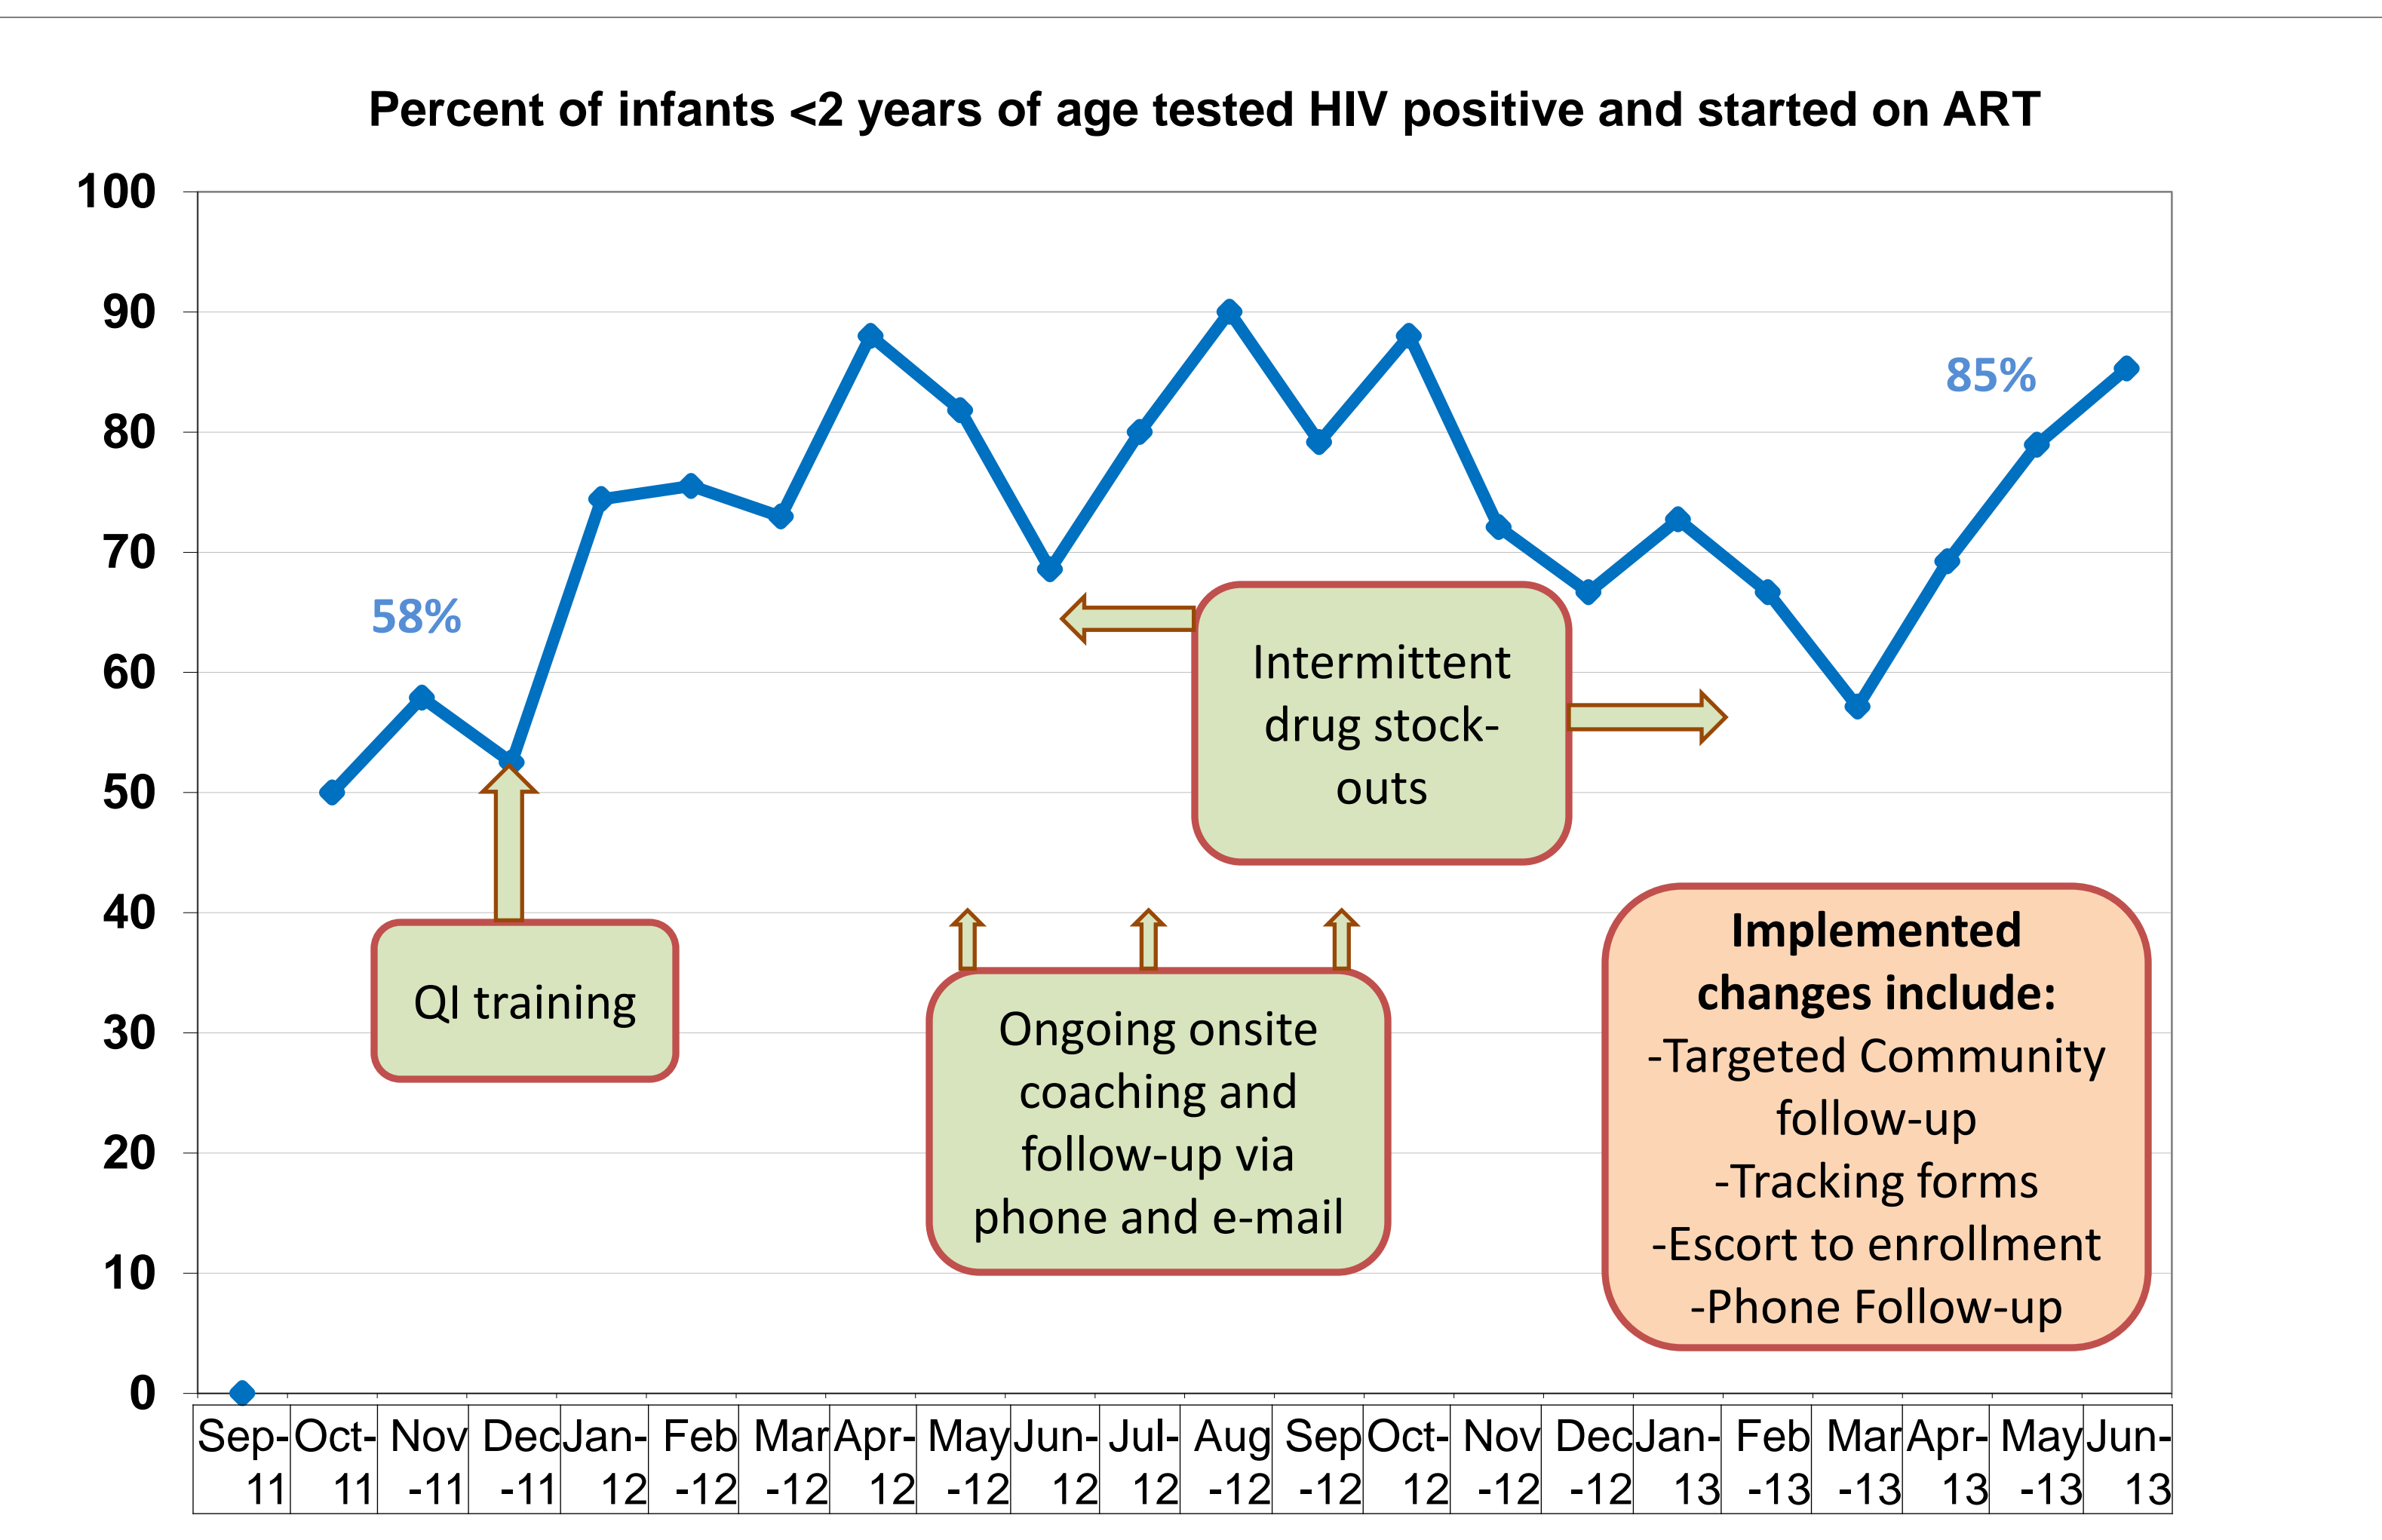 Percent of infants <2 years of age tested HIV positive and started on ART
100
90
80
70
60
50
40
30
20
10
0
58%
85%
Intermittent
drug stock-
outs
QI training
Ongoing onsite
coaching and
follow-up via
phone and e-mail
Implemented
changes include:
-Targeted Community
follow-up
-Tracking forms
-Escort to enrollment
-Phone Follow-up
Sep- Oct- Nov Dec Jan- Feb Mar Apr- May Jun- Jul- Aug Sep Oct- Nov Dec Jan- Feb Mar Apr- May Jun-
11 11 -11 -11 12 -12 -12 12 -12 12 12 -12 -12 12 -12 -12 13 -13 -13 13 -13 13